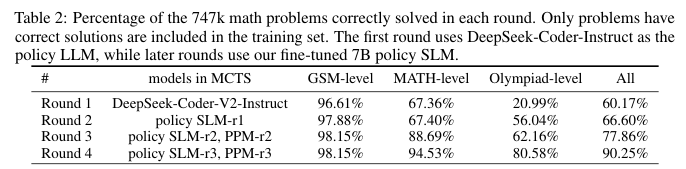 Table 2: Percentage of the 747k math problems correctly solved in each round. Only problems have
correct solutions are included in the training set. The first round uses DeepSeek-Coder-Instruct as the
policy LLM, while later rounds use our fine-tuned 7B policy SLM.
# models in MCTS GSM-level MATH-level Olympiad-level All
Round 1 DeepSeek-Coder-V2-Instruct 96.61% 67.36% 20.99% 60.17%
Round 2 policy SLM-r1 97.88% 67.40% 56.04% 66.60%
Round 3 policy SLM-r2, PPM-r2 98.15% 88.69% 62.16% 77.86%
Round 4 policy SLM-r3, PPM-r3 98.15% 94.53% 80.58% 90.25%